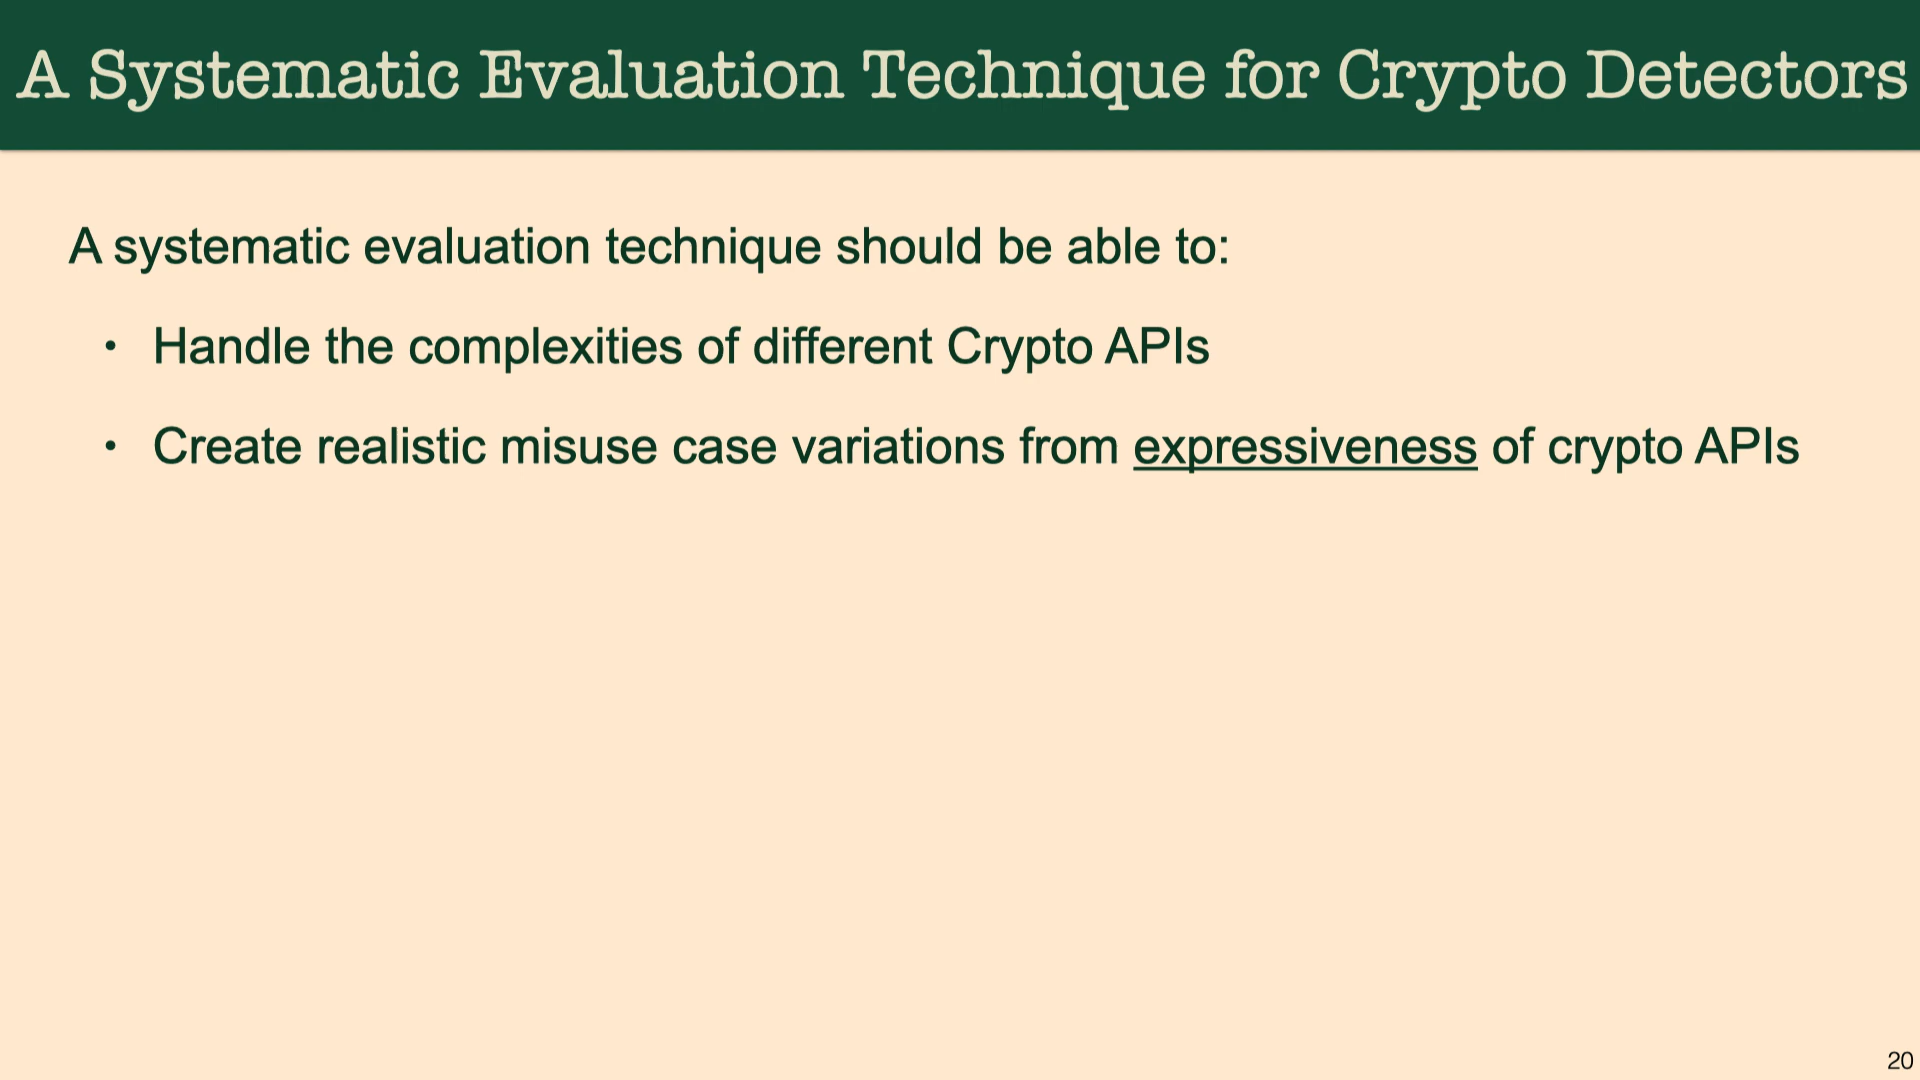 A Systematic Evaluation Technique for Crypto Detectors
A systematic evaluation technique should be able to:
• Handle the complexities of different Crypto APIs
• Create realistic misuse case variations from expressiveness of crypto APIs
20